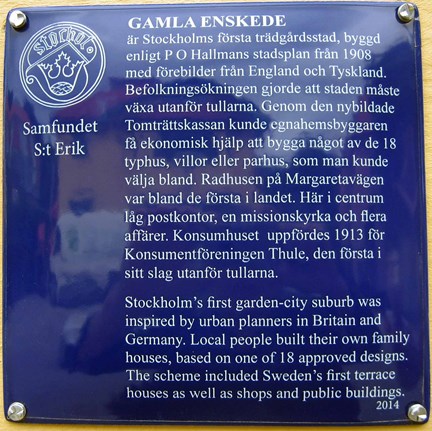 STOCHOL
Samfundet
S:t Erik
GAMLA ENSKEDE
är Stockholms första trädgårdsstad, byggd
enligt P O Hallmans stadsplan från 1908
med förebilder från England och Tyskland.
Befolkningsökningen gjorde att staden måste
växa utanför tullarna. Genom den nybildade
Tomträttskassan kunde egnahemsbyggaren
få ekonomisk hjälp att bygga något av de 18
typhus, villor eller parhus, som man kunde
välja bland. Radhusen på Margaretavägen
var bland de första i landet. Här i centrum
låg postkontor, en missionskyrka och flera
affärer. Konsumhuset uppfördes 1913 för
Konsumentföreningen Thule, den första i
sitt slag utanför tullarna.
Stockholm's first garden-city suburb was
inspired by urban planners in Britain and
Germany. Local people built their own family
houses, based on one of 18 approved designs.
The scheme included Sweden's first terrace
houses as well as shops and public buildings.
2014